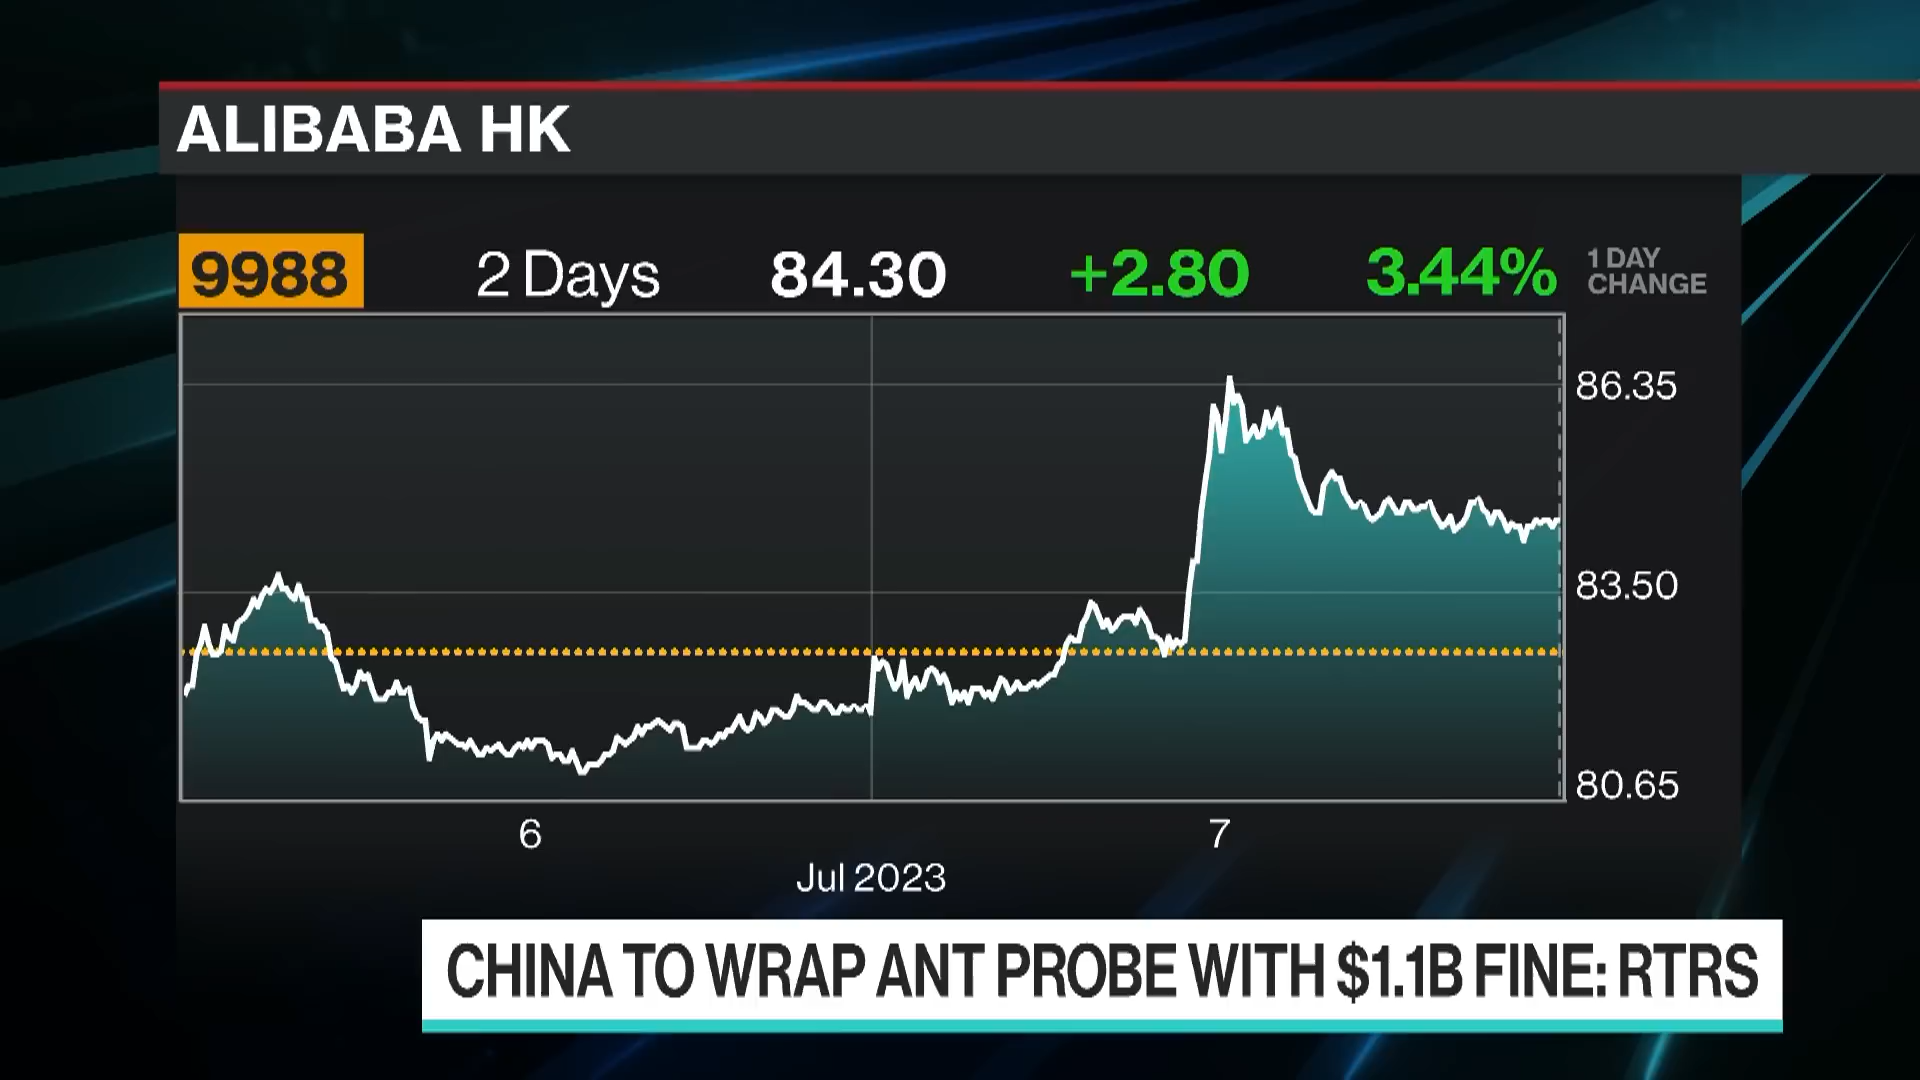 ALIBABA HK
9988 2 Days 84.30 +2.80 3.44% 1 DAY
CHANGE
86.35
83.50
80.65
6 7
Jul 2023
CHINA TO WRAP ANT PROBE WITH $1.1B FINE: RTRS